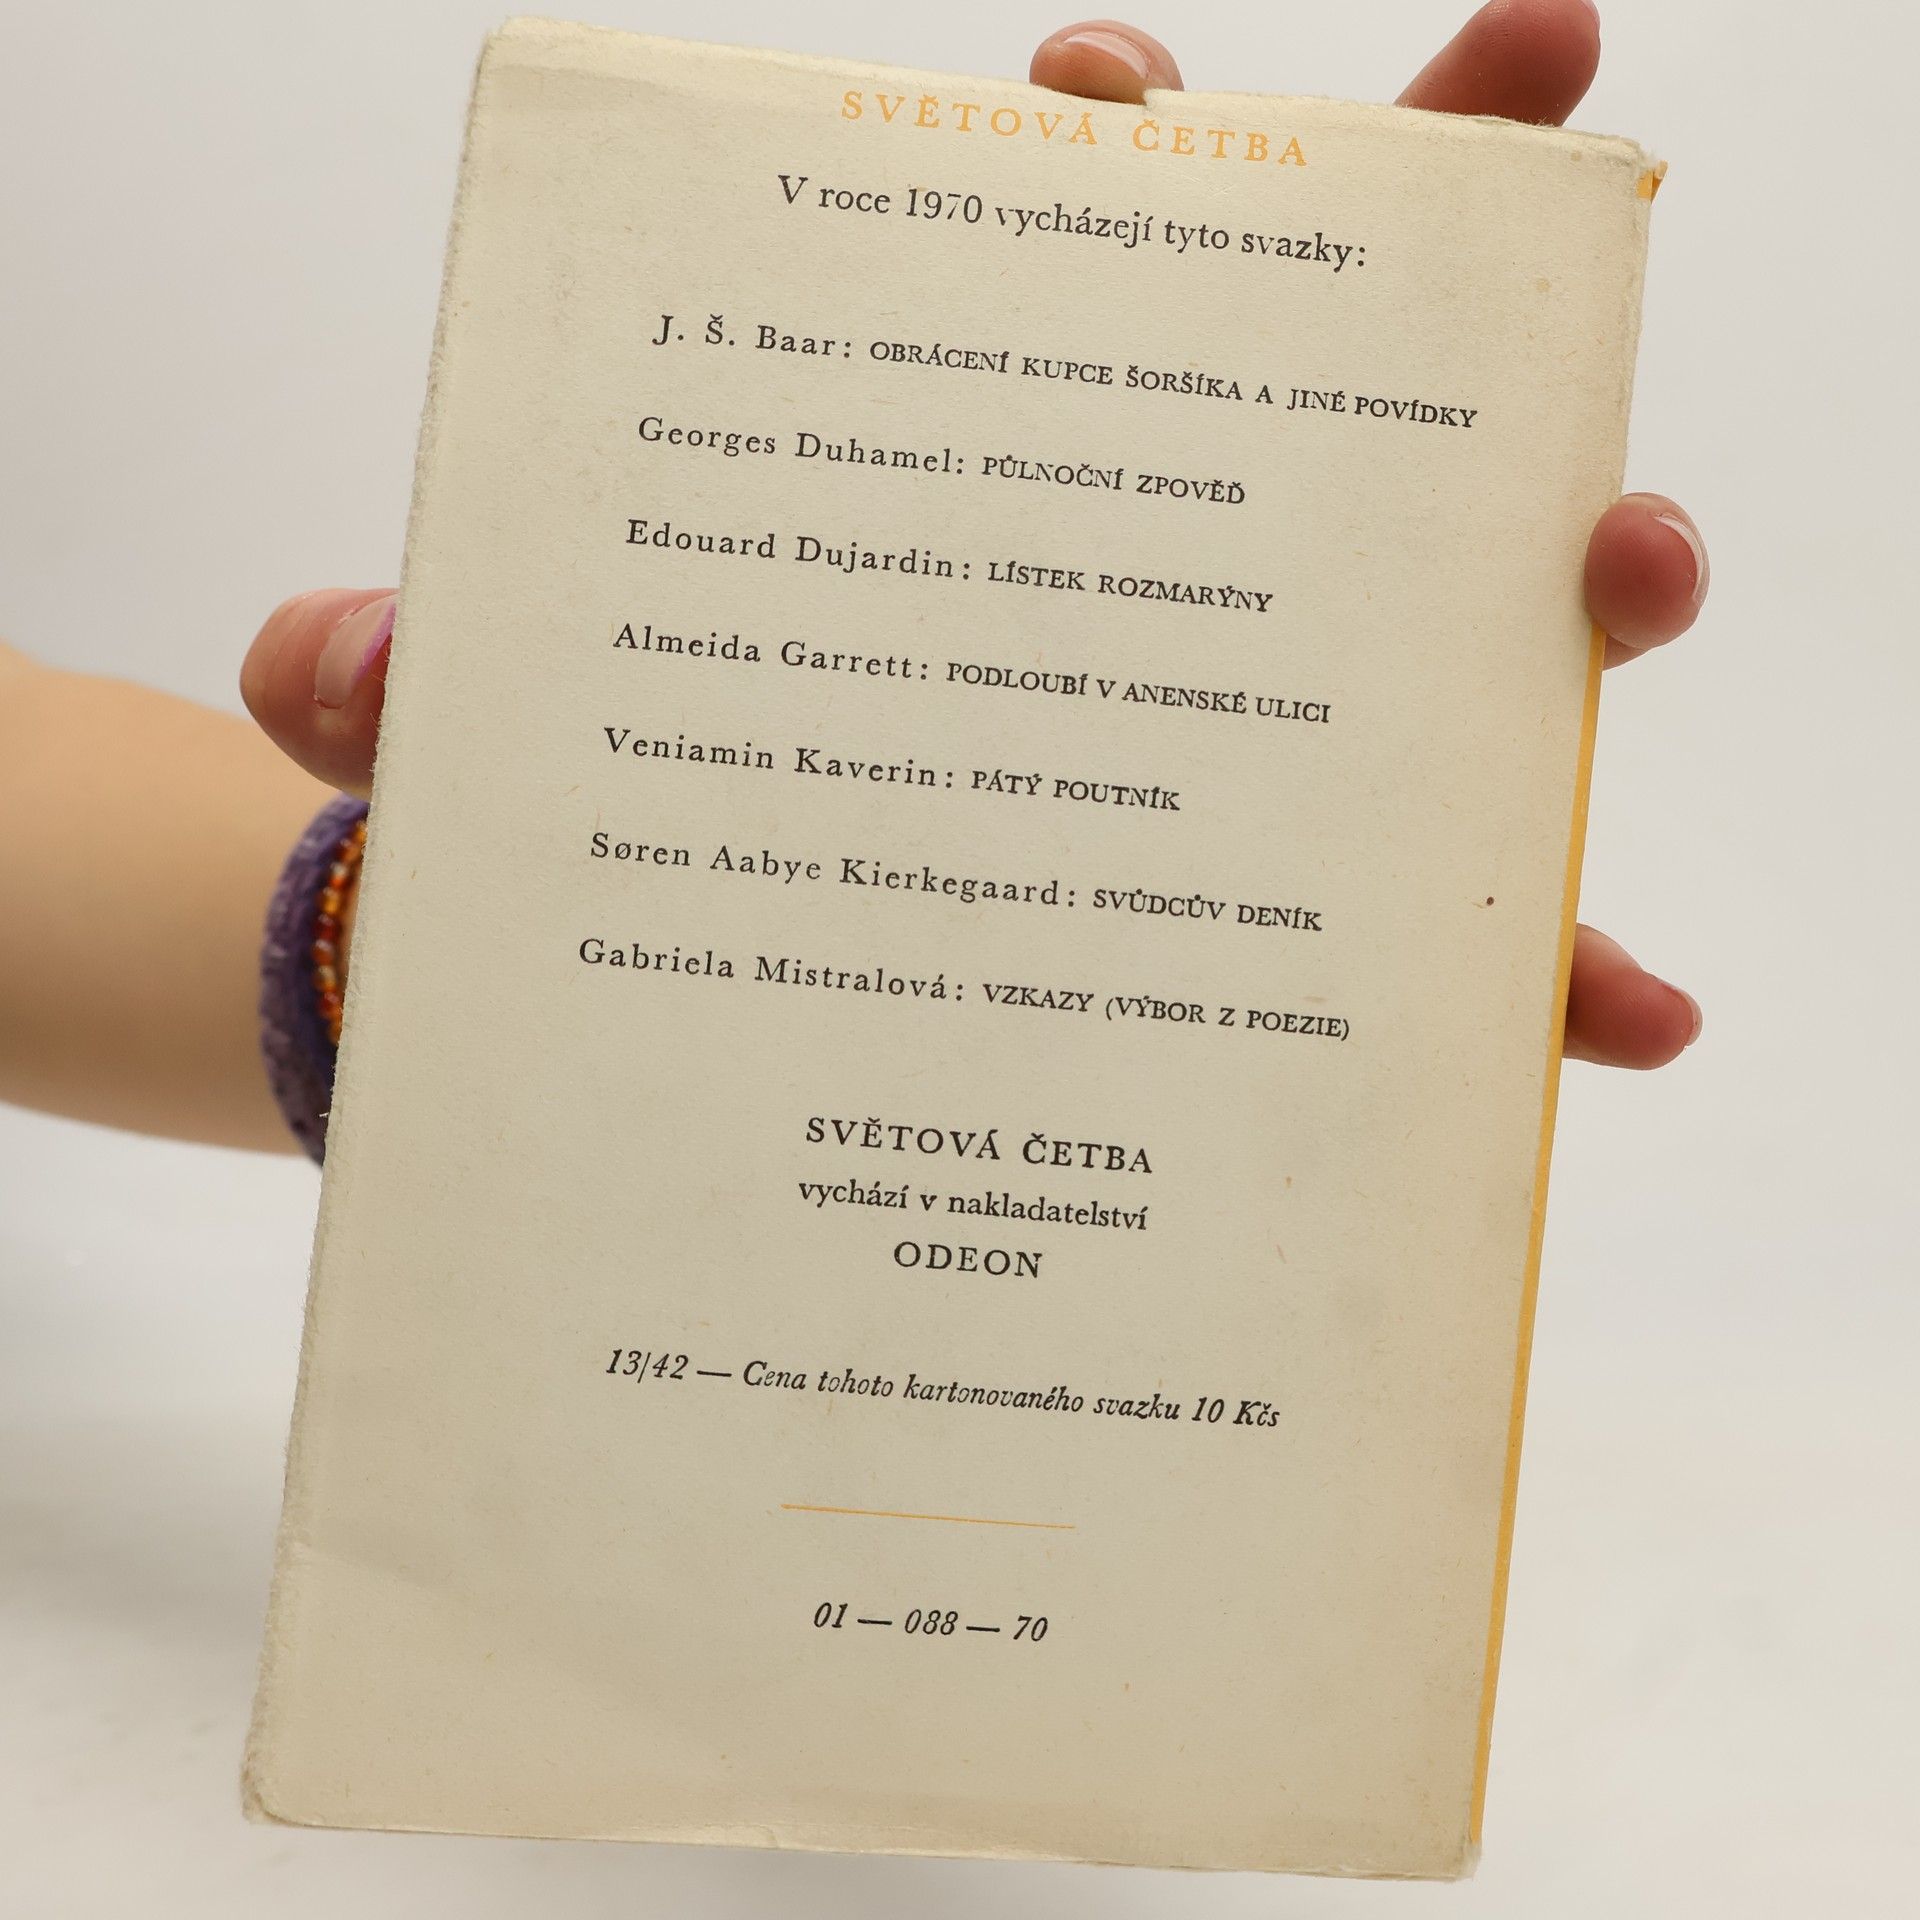 SVĚTOVÁ ČETBA
V roce 1970 vycházejí tyto svazky:
J. Š. Baar: OBRÁCENÍ KUPCE ŠORŠÍKA A JINÉ POVÍDKY
Georges Duhamel: PŮLNOČNÍ ZPOVĚĎ
Edouard Dujardin: LÍSTEK ROZMARÝNY
Almeida Garrett: PODLOUBÍ V ANENSKÉ ULICI
Veniamin Kaverin: PÁTÝ POUTNÍK
Søren Aabye Kierkegaard: SVŮDCŮV DENÍK
Gabriela Mistralová: VZKAZY (VÝBOR Z POEZIE)
SVĚTOVÁ ČETBA
vychází v nakladatelství
ODEON
13/42 — Cena tohoto kartonovaného svazku 10 Kčs
01 — 088 — 70